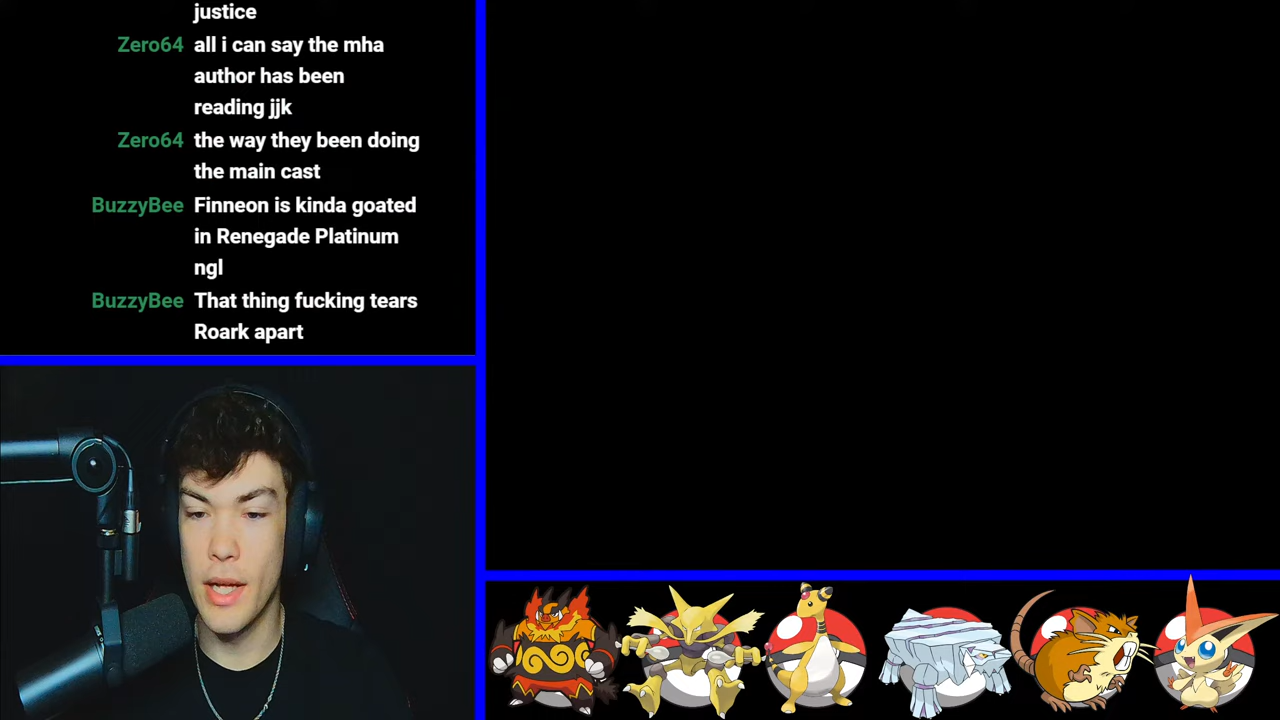 justice
Zero64 all i can say the mha
author has been
reading jjk
Zero64 the way they been doing
the main cast
BuzzyBee Finneon is kinda goated
in Renegade Platinum
ngl
BuzzyBee That thing fucking tears
Roark apart